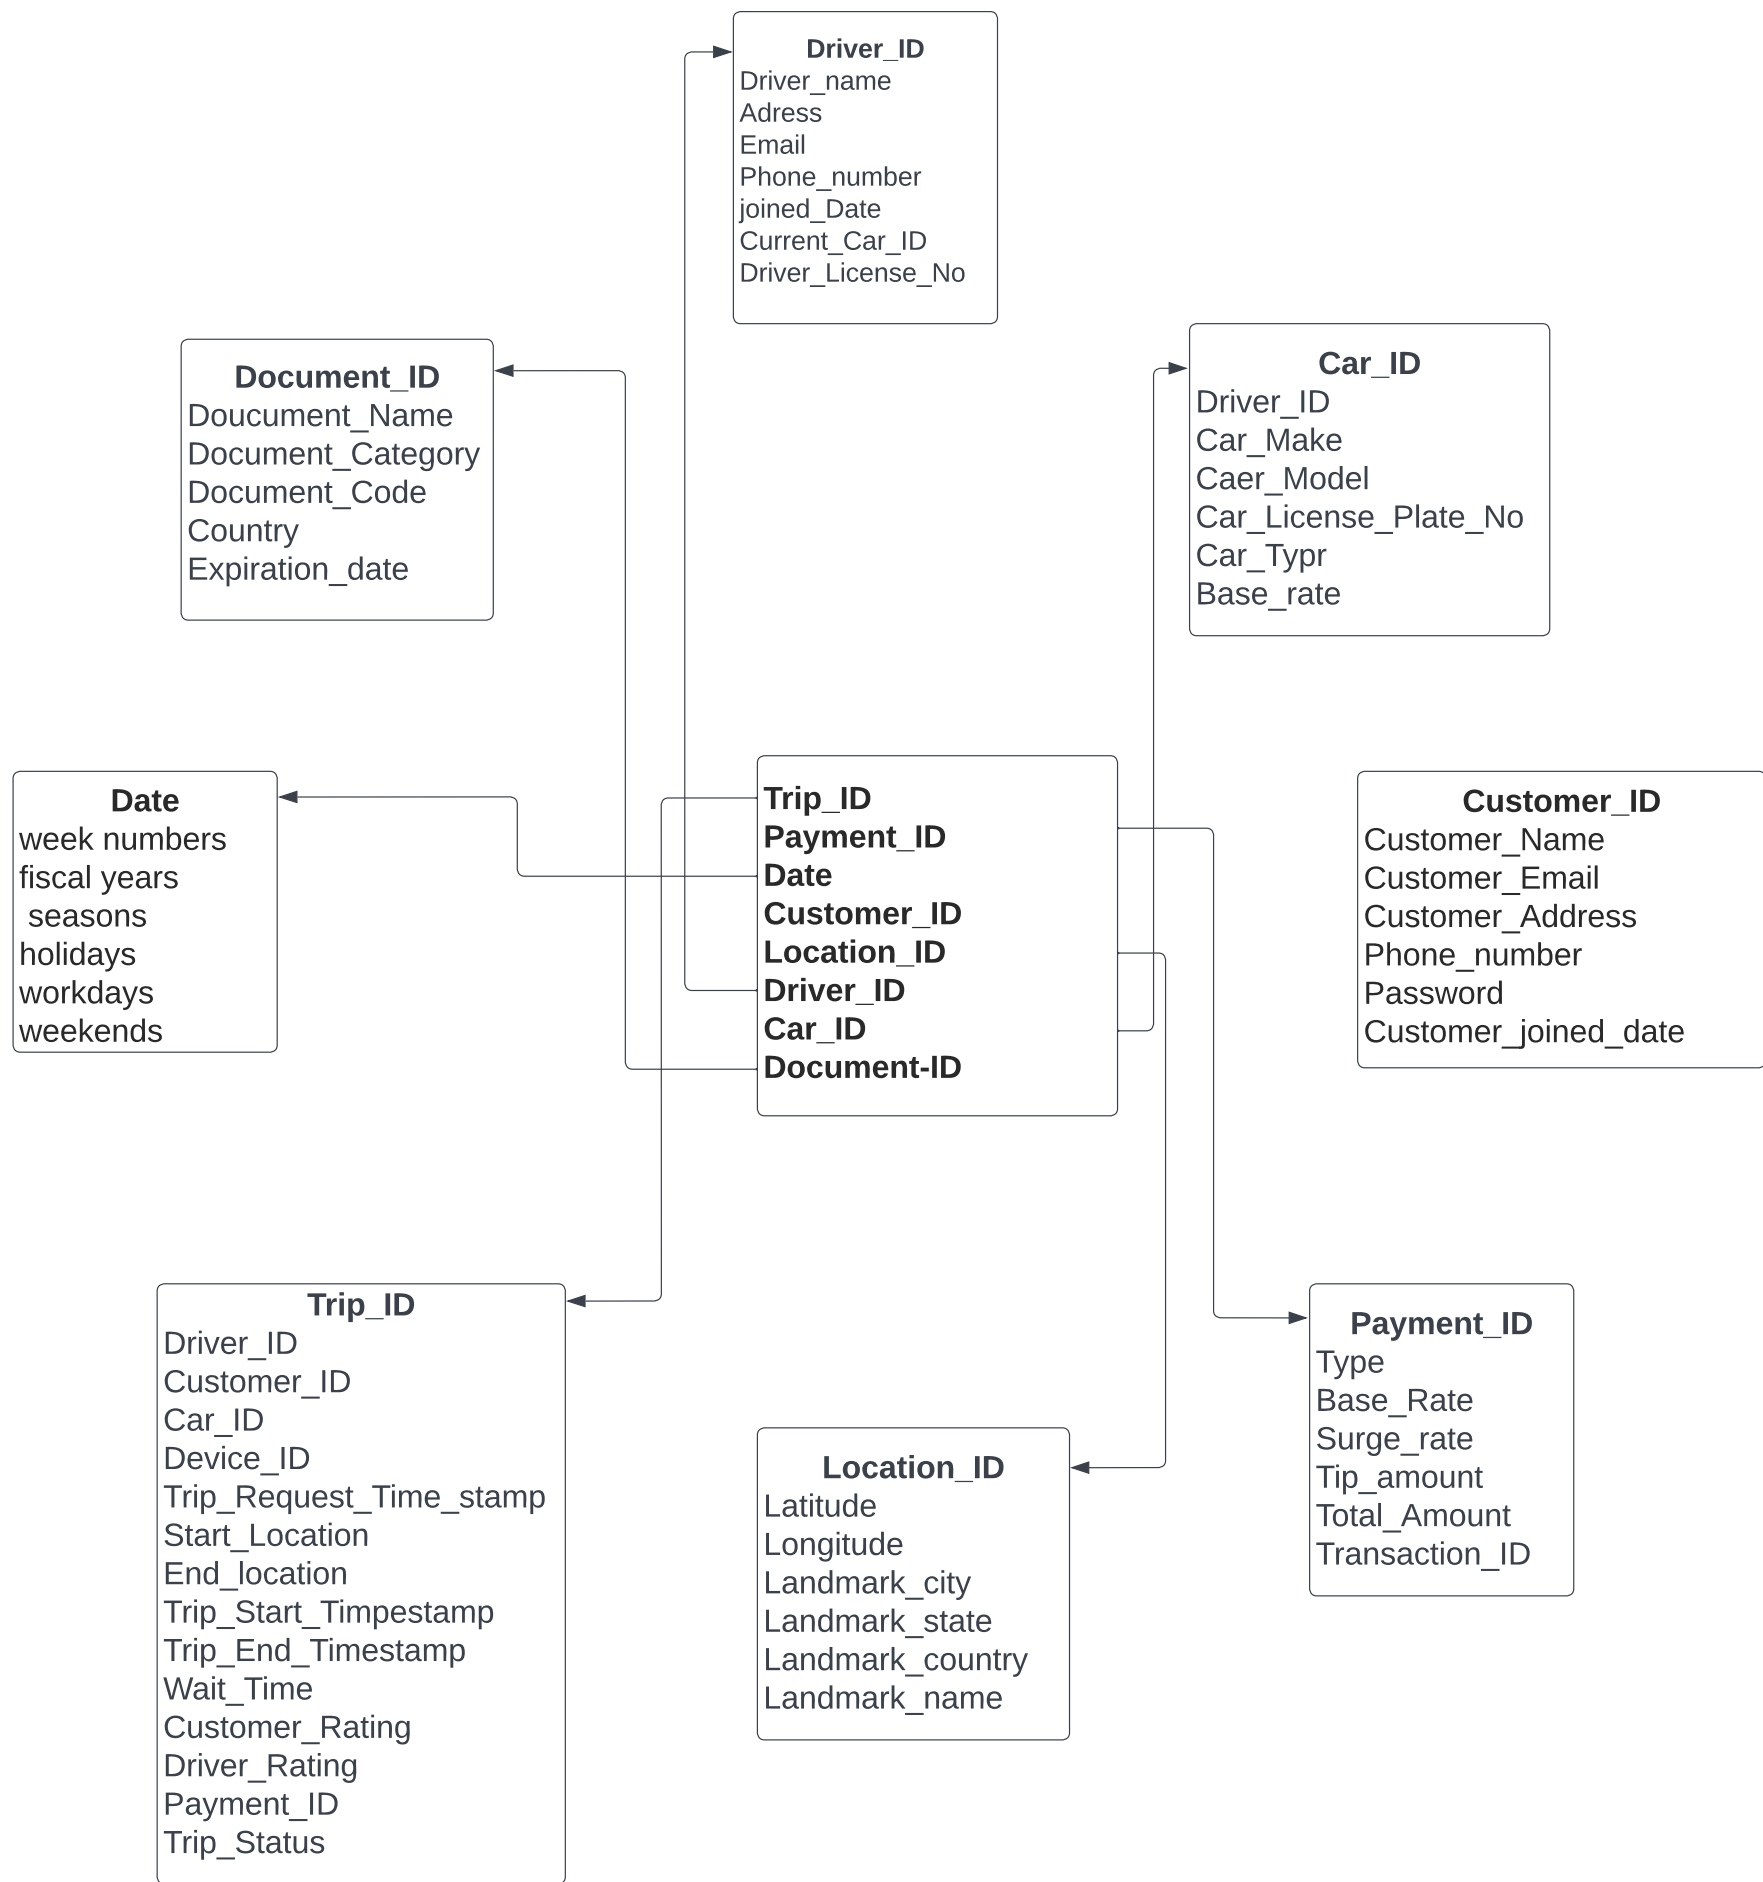 Driver_ID
Driver_name
Adress
Email
Phone_number
joined_Date
Current_Car_ID
Driver_License_No
Document_ID
Doucument_Name
Document_Category
Document_Code
Country
Expiration_date
Car_ID
Driver_ID
Car_Make
Caer_Model
Car_License_Plate_No
Car_Typr
Base_rate
Date
week numbers
fiscal years
seasons
holidays
workdays
weekends
Trip_ID
Payment_ID
Date
Customer_ID
Location_ID
Driver_ID
Car_ID
Document-ID
Customer_ID
Customer_Name
Customer_Email
Customer_Address
Phone_number
Password
Customer_joined_date
Trip_ID
Driver_ID
Customer_ID
Car_ID
Device_ID
Trip_Request_Time_stamp
Start_Location
End_location
Trip_Start_Timpestamp
Trip_End_Timestamp
Wait_Time
Customer_Rating
Driver_Rating
Payment_ID
Trip_Status
Location_ID
Latitude
Longitude
Landmark_city
Landmark_state
Landmark_country
Landmark_name
Payment_ID
Type
Base_Rate
Surge_rate
Tip_amount
Total_Amount
Transaction_ID